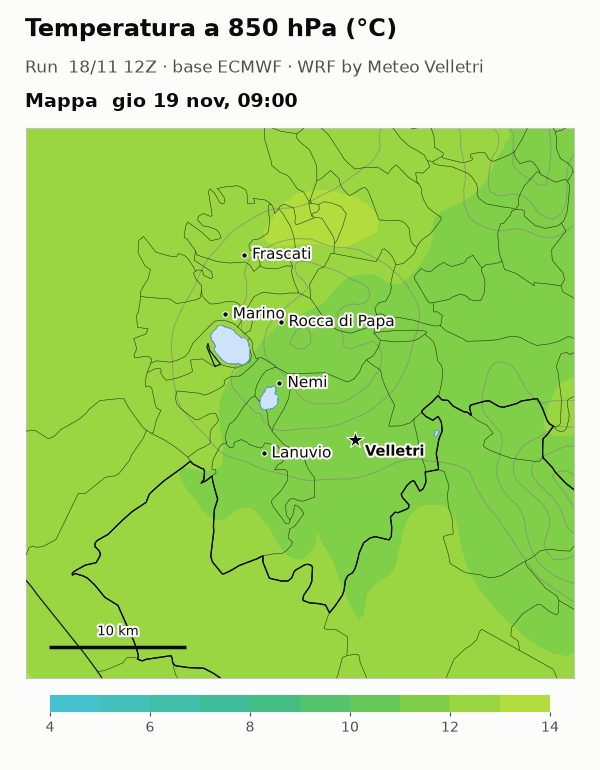 Temperatura a 850 hPa (°C)
Run  18/11 12Z · base ECMWF · WRF by Meteo Velletri
Mappa  gio 19 nov, 09:00
Frascati
Marino
Rocca di Papa
Nemi
Velletri
Lanuvio
10 km
4 6 8 10 12 14